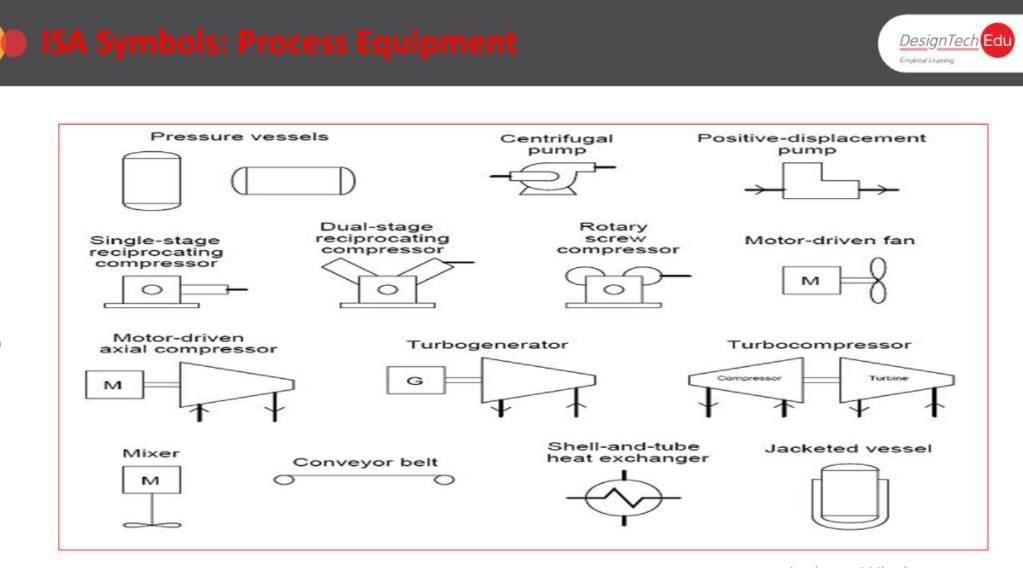 ISA Symbols: Process Equipment
DesignTech Edu
Empirical Learning
Pressure vessels
Centrifugal
pump
Positive-displacement
pump
Single-stage
reciprocating
compressor
Dual-stage
reciprocating
compressor
Rotary
screw
compressor
Motor-driven fan
M
Motor-driven
axial compressor
M
Turbogenerator
G
Turbocompressor
Compressor
Turbine
Mixer
M
Conveyor belt
Shell-and-tube
heat exchanger
Jacketed vessel